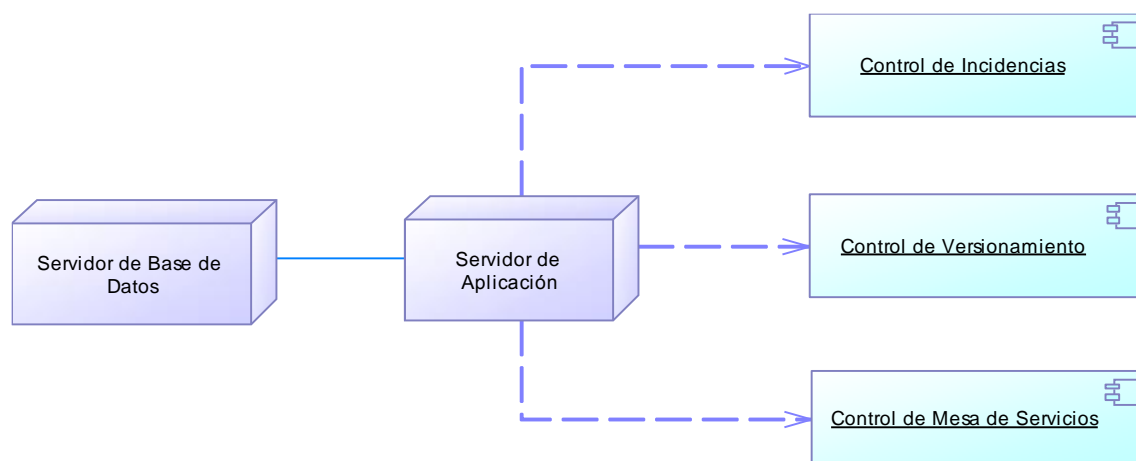 Control de Incidencias
Servidor de Base de
Datos
Servidor de
Aplicación
Control de Versionamiento
Control de Mesa de Servicios